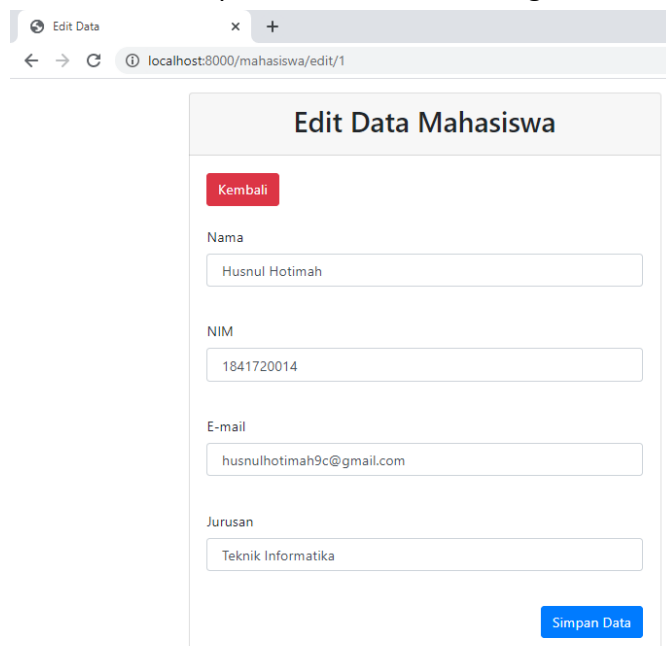 Edit Data
localhost:8000/mahasiswa/edit/1
Edit Data Mahasiswa
Kembali
Nama
Husnul Hotimah
NIM
1841720014
E-mail
husnulhotimah9c@gmail.com
Jurusan
Teknik Informatika
Simpan Data